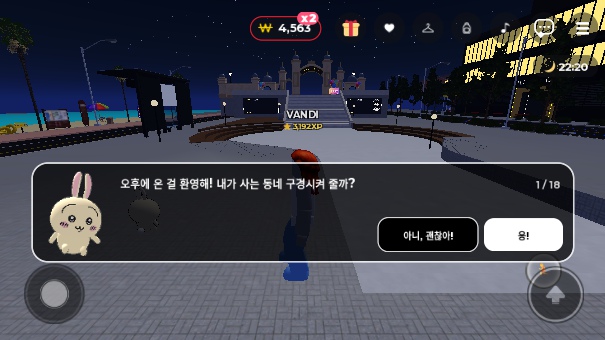 x2
₩ 4,563
22:20
VANDI
3,192XP
오후에 온 걸 환영해! 내가 사는 동네 구경시켜 줄까?
1 / 18
아니, 괜찮아!
응!